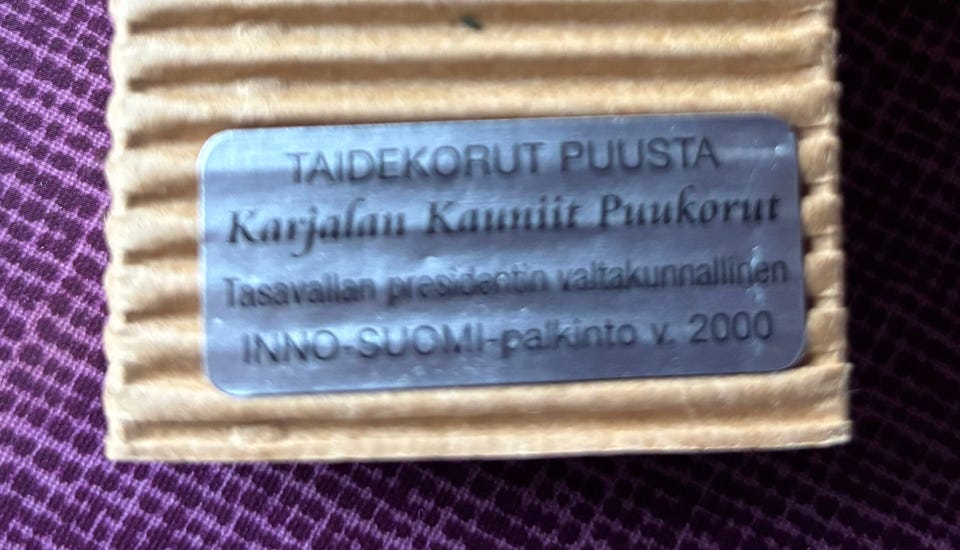 TAIDEKORUT PUUSTA
Karjalan Kauniit Puukorut
Tasavallan presidentin valtakunnallinen
INNO-SUOMI-palkinto v. 2000